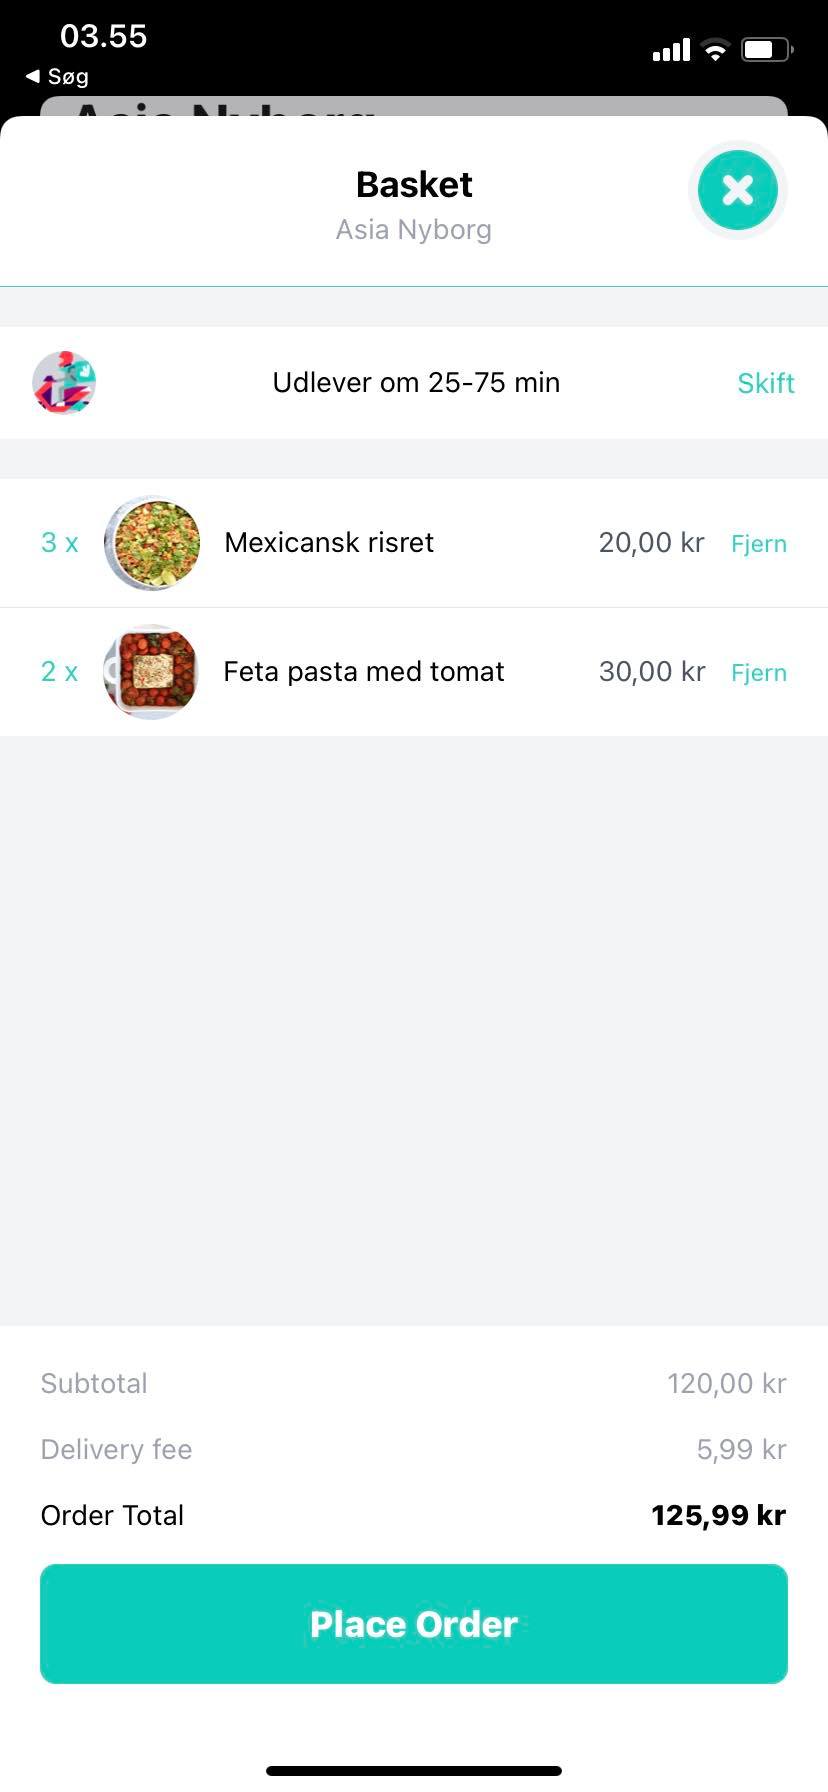 03.55
◀ Søg
Asia Nyborg
Basket
Asia Nyborg
Udlever om 25-75 min Skift
3 x Mexicansk risret 20,00 kr Fjern
2 x Feta pasta med tomat 30,00 kr Fjern
Subtotal 120,00 kr
Delivery fee 5,99 kr
Order Total 125,99 kr
Place Order